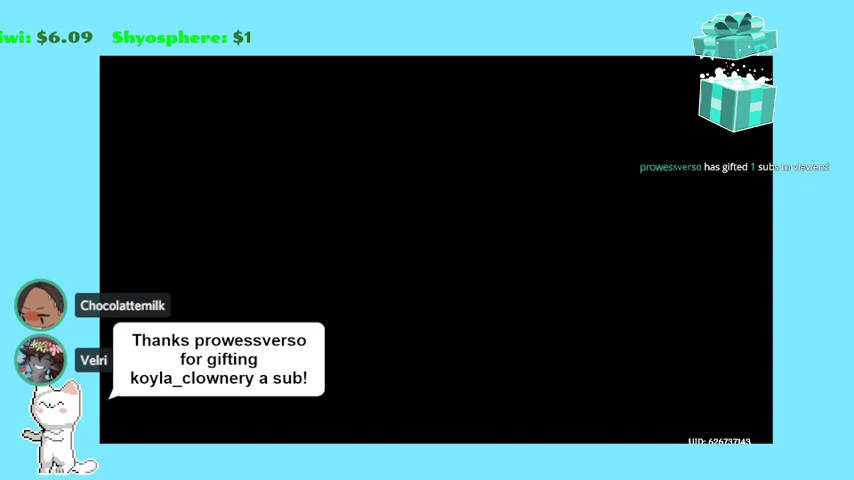 iwi: $6.09 Shyosphere: $1
prowessverso has gifted 1 subs to viewers!
Chocolattemilk
Velri
Thanks prowessverso
for gifting
koyla_clownery a sub!
UID: 626737143